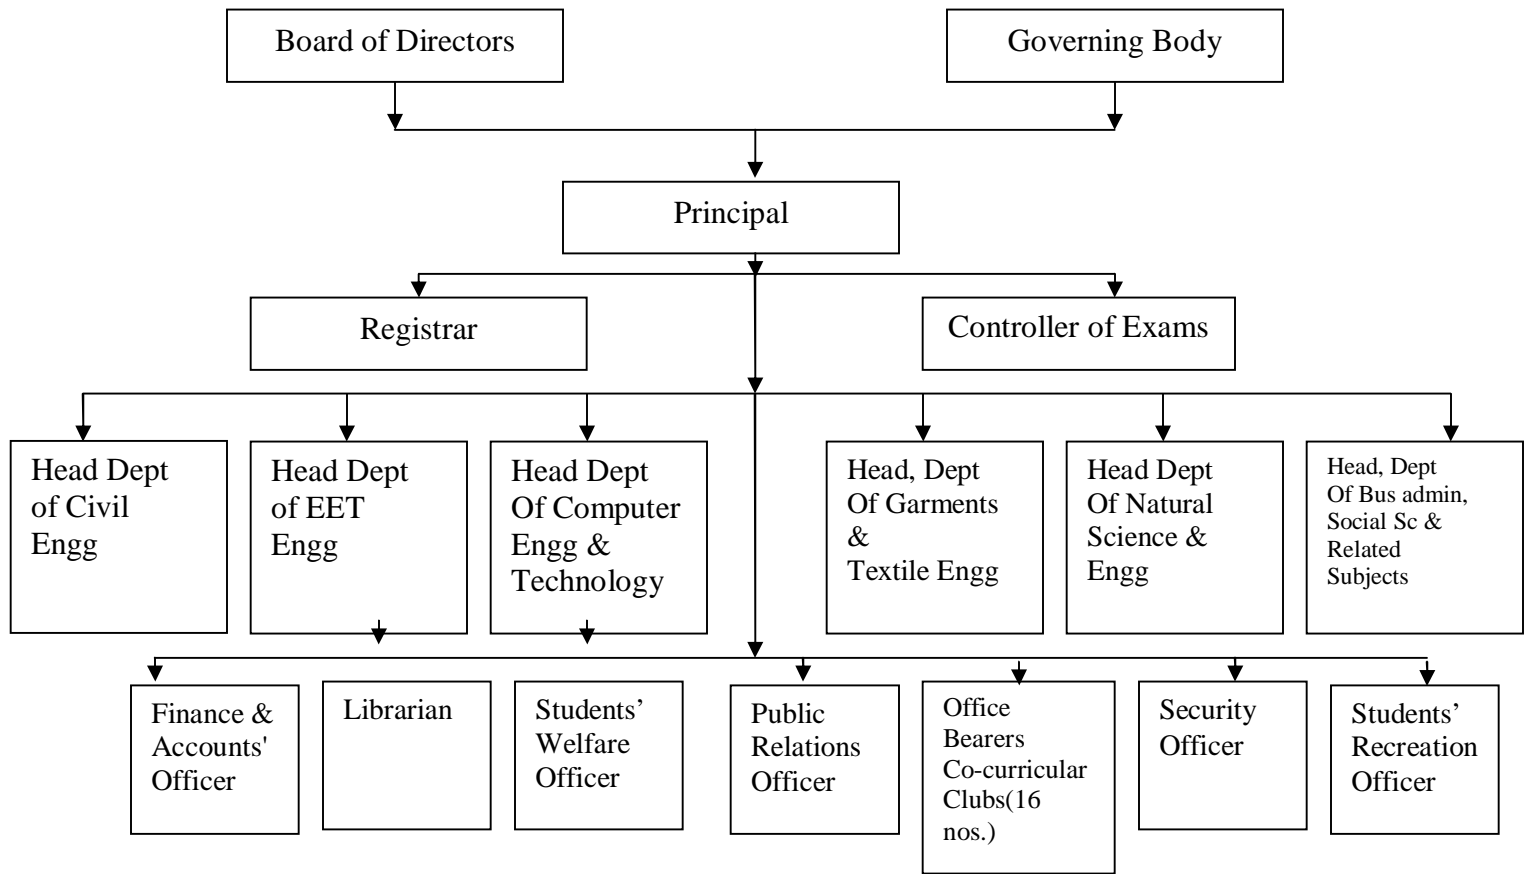 Board of Directors
Governing Body
Principal
Registrar
Controller of Exams
Head Dept
of Civil
Engg
Head Dept
of EET
Engg
Head Dept
Of Computer
Engg &
Technology
Head, Dept
Of Garments
&
Textile Engg
Head Dept
Of Natural
Science &
Engg
Head, Dept
Of Bus admin,
Social Sc &
Related
Subjects
Finance &
Accounts'
Officer
Librarian
Students’
Welfare
Officer
Public
Relations
Officer
Office
Bearers
Co-curricular
Clubs(16
nos.)
Security
Officer
Students’
Recreation
Officer